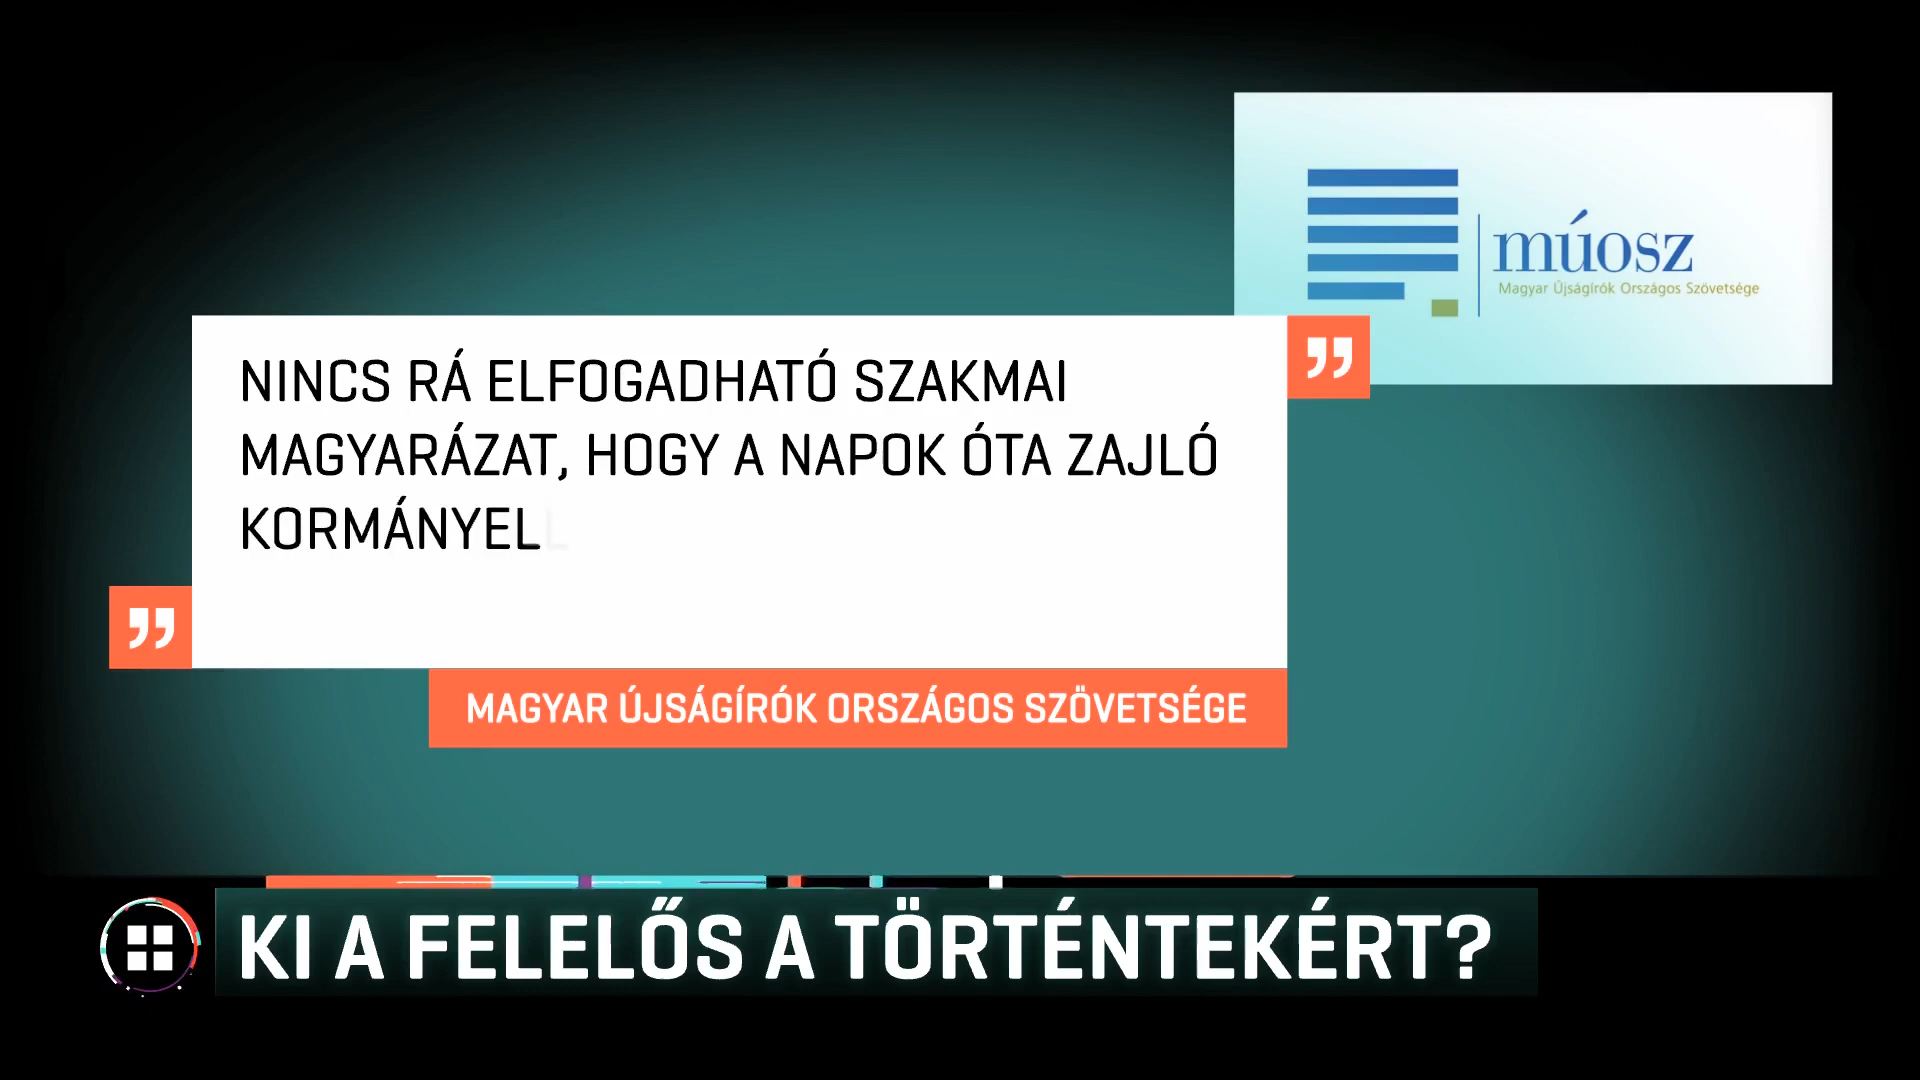 múosz
Magyar Újságírók Országos Szövetsége
NINCS RÁ ELFOGADHATÓ SZAKMAI
MAGYARÁZAT, HOGY A NAPOK ÓTA ZAJLÓ
KORMÁNYELL
MAGYAR ÚJSÁGÍRÓK ORSZÁGOS SZÖVETSÉGE
KI A FELELŐS A TÖRTÉNTEKÉRT?